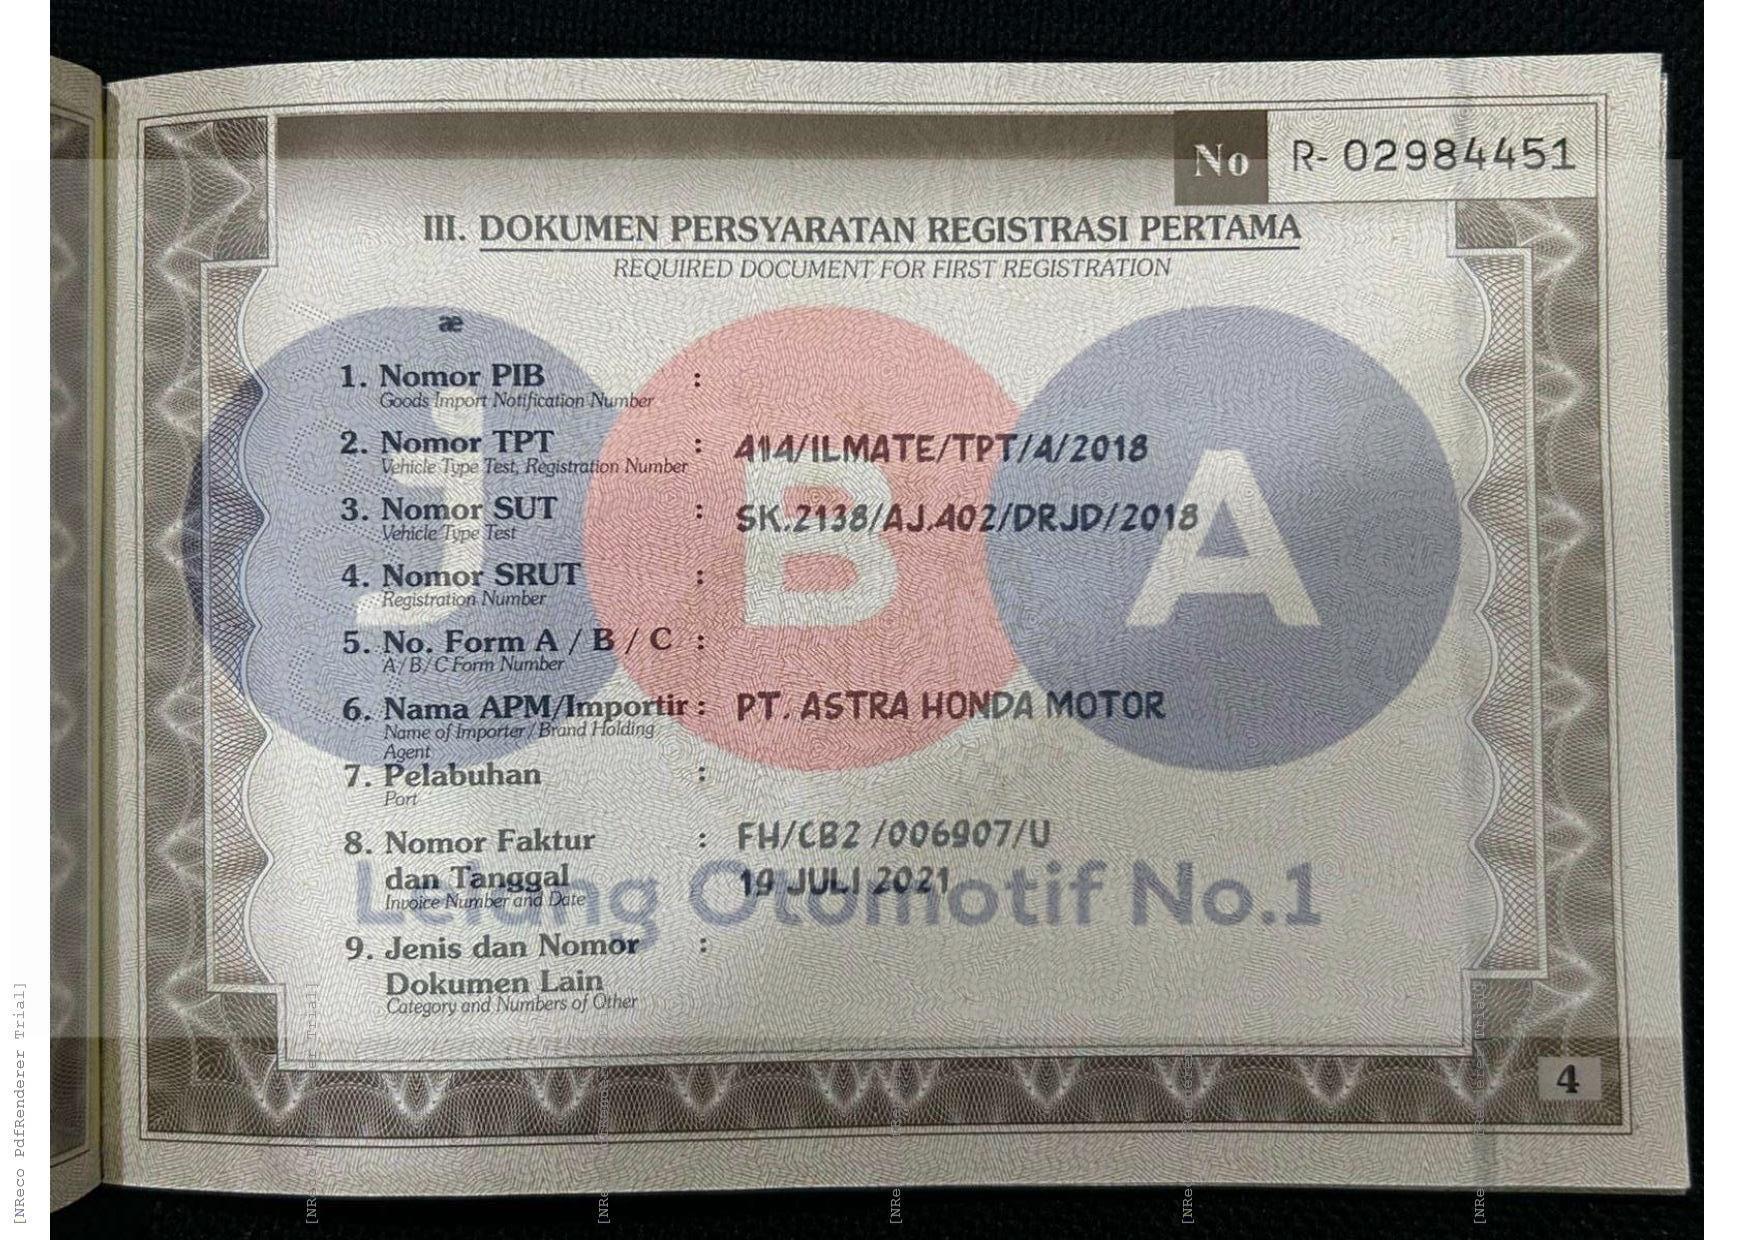 No R- 02984451
III. DOKUMEN PERSYARATAN REGISTRASI PERTAMA
REQUIRED DOCUMENT FOR FIRST REGISTRATION
æ
1. Nomor PIB :
Goods Import Notification Number
2. Nomor TPT : 414/ILMATE/TPT/4/2018
Vehicle Type Test, Registration Number
3. Nomor SUT : SK.2138/AJ.402/DRJD/2018
Vehicle Type Test
4. Nomor SRUT :
Registration Number
5. No. Form A / B / C :
A/B/C Form Number
6. Nama APM/Importir : PT. ASTRA HONDA MOTOR
Name of Importer / Brand Holding
Agent
7. Pelabuhan :
Port
8. Nomor Faktur : FH/CB2 /006907/U
dan Tanggal 19 JULI 2021
Invoice Number and Date
9. Jenis dan Nomor :
Dokumen Lain
Category and Numbers of Other
4
JBA
Lelang Otomotif No.1
[NReco PdfRenderer Trial]